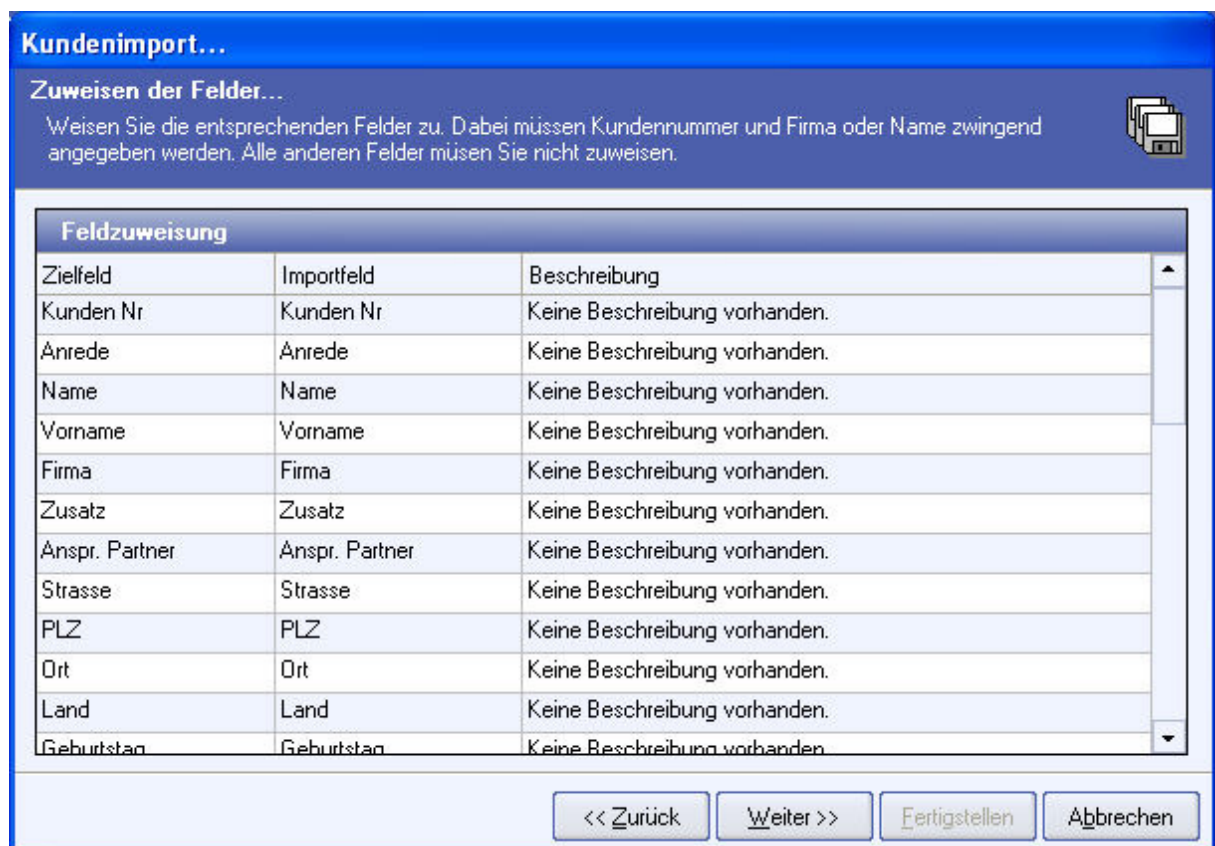 Kundenimport...
Zuweisen der Felder...
Weisen Sie die entsprechenden Felder zu. Dabei müssen Kundennummer und Firma oder Name zwingend
angegeben werden. Alle anderen Felder müsen Sie nicht zuweisen.
Feldzuweisung
Zielfeld Importfeld Beschreibung
Kunden Nr Kunden Nr Keine Beschreibung vorhanden.
Anrede Anrede Keine Beschreibung vorhanden.
Name Name Keine Beschreibung vorhanden.
Vorname Vorname Keine Beschreibung vorhanden.
Firma Firma Keine Beschreibung vorhanden.
Zusatz Zusatz Keine Beschreibung vorhanden.
Anspr. Partner Anspr. Partner Keine Beschreibung vorhanden.
Strasse Strasse Keine Beschreibung vorhanden.
PLZ PLZ Keine Beschreibung vorhanden.
Ort Ort Keine Beschreibung vorhanden.
Land Land Keine Beschreibung vorhanden.
Geburtstag Geburtstag Keine Beschreibung vorhanden.
<< Zurück Weiter >> Fertigstellen Abbrechen